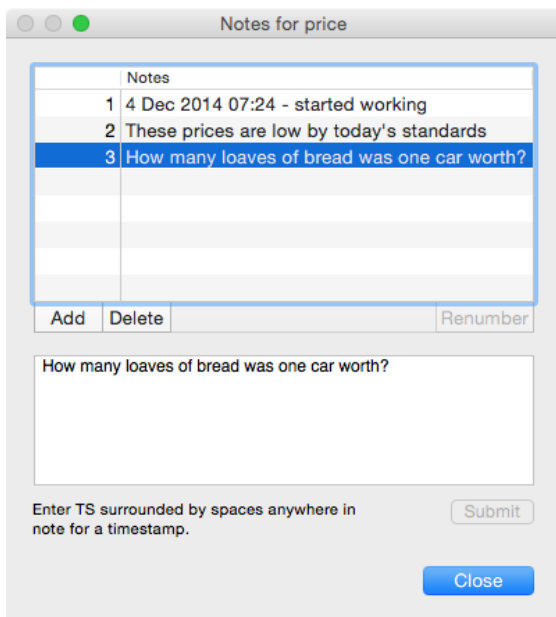 Notes for price
Notes
1 4 Dec 2014 07:24 - started working
2 These prices are low by today's standards
3 How many loaves of bread was one car worth?
Add Delete Renumber
How many loaves of bread was one car worth?
Enter TS surrounded by spaces anywhere in
note for a timestamp.
Submit
Close